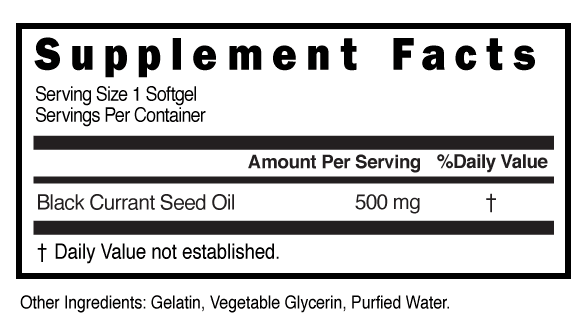 Supplement Facts
Serving Size 1 Softgel
Servings Per Container
Amount Per Serving %Daily Value
Black Currant Seed Oil 500 mg †
† Daily Value not established.
Other Ingredients: Gelatin, Vegetable Glycerin, Purfied Water.